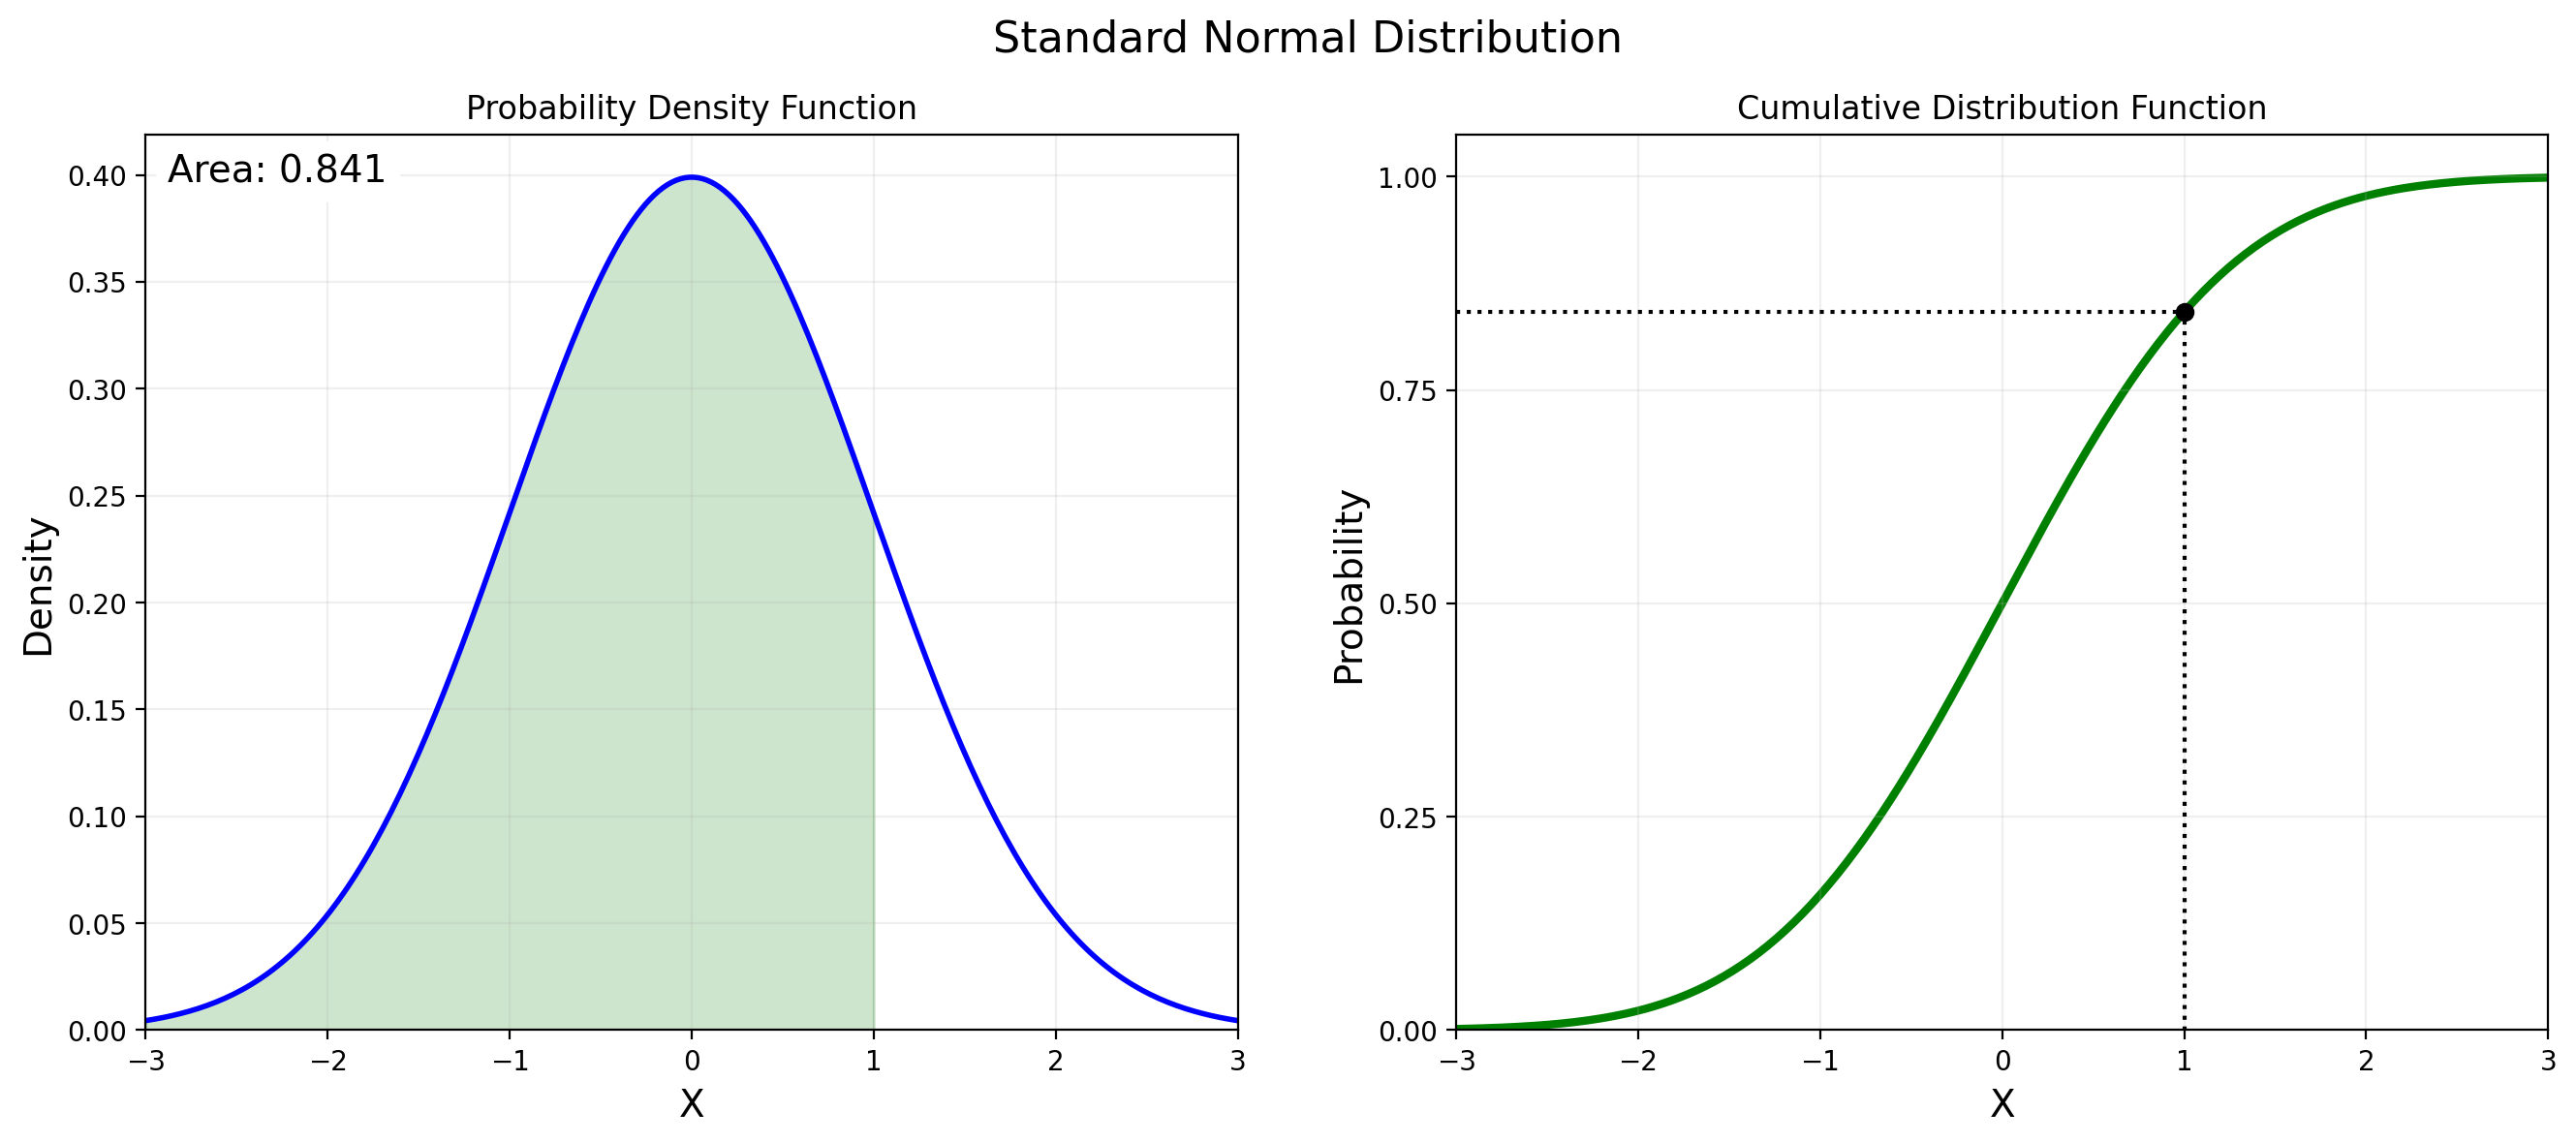 Standard Normal Distribution
Probability Density Function
Area: 0.841
0.40
0.35
0.30
0.25
0.20
0.15
0.10
0.05
0.00
Density
−3 −2 −1 0 1 2 3
X
Cumulative Distribution Function
1.00
0.75
0.50
0.25
0.00
Probability
−3 −2 −1 0 1 2 3
X